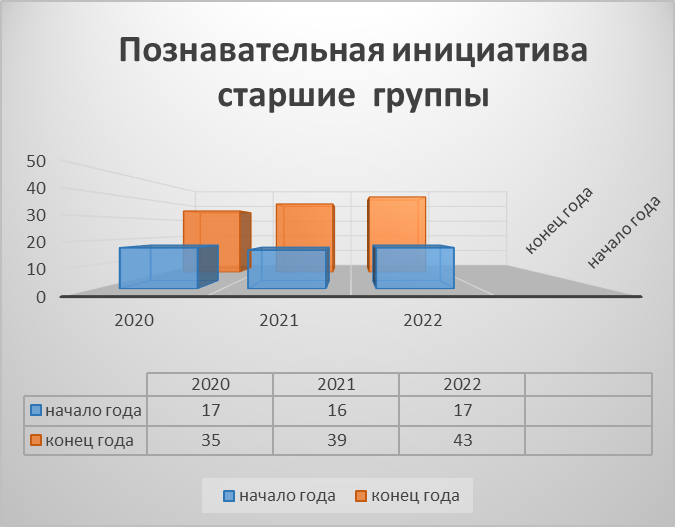 Познавательная инициатива
старшие группы
50
40
30
20
10
0
2020 2021 2022
конец года
начало года
2020 2021 2022
начало года 17 16 17
конец года 35 39 43
начало года конец года